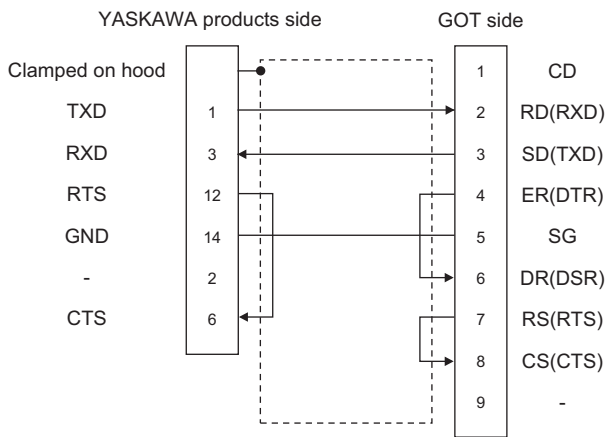 YASKAWA products side GOT side
Clamped on hood 1 CD
TXD 1 2 RD(RXD)
RXD 3 3 SD(TXD)
RTS 12 4 ER(DTR)
GND 14 5 SG
- 2 6 DR(DSR)
CTS 6 7 RS(RTS)
8 CS(CTS)
9 -